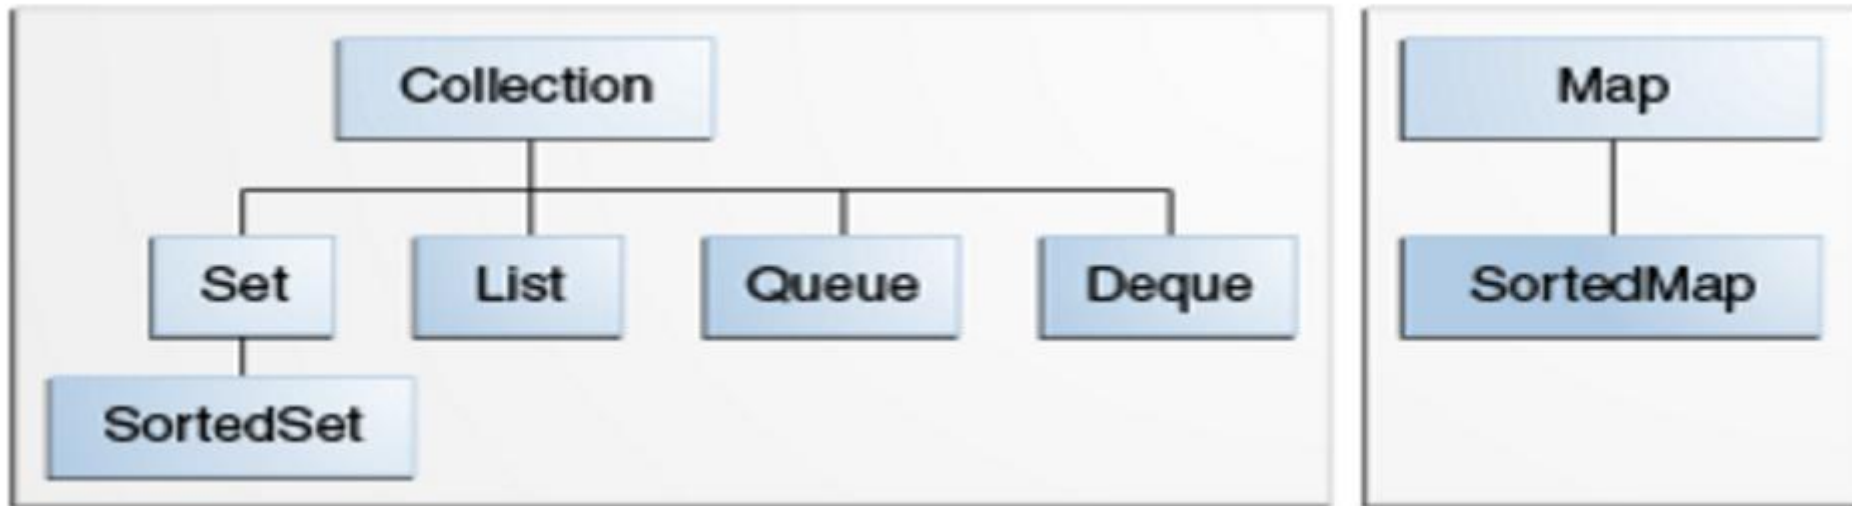 Collection
Map
Set
List
Queue
Deque
SortedMap
SortedSet